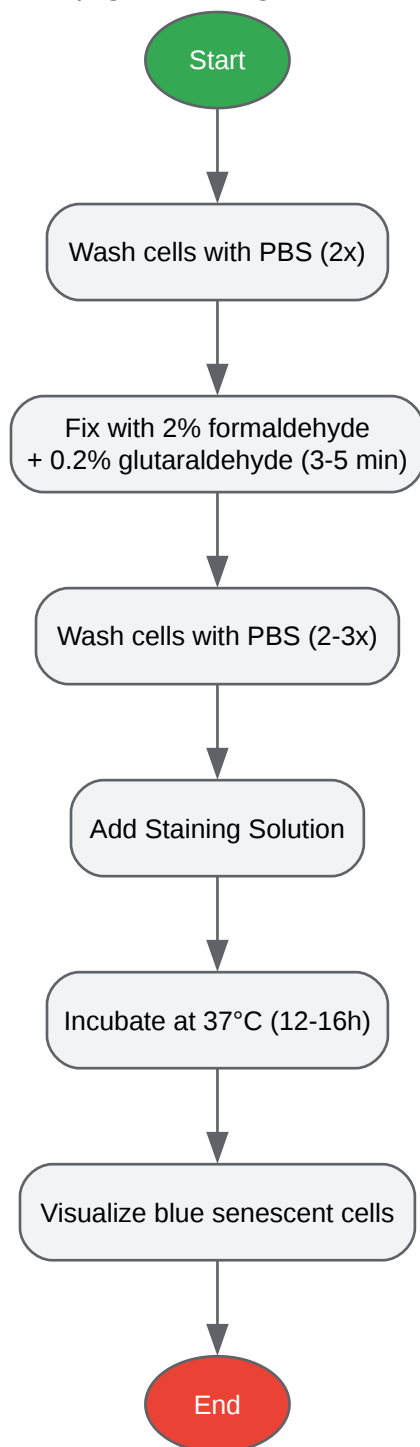 Start
Wash cells with PBS (2x)
Fix with 2% formaldehyde
+ 0.2% glutaraldehyde (3-5 min)
Wash cells with PBS (2-3x)
Add Staining Solution
Incubate at 37°C (12-16h)
Visualize blue senescent cells
End